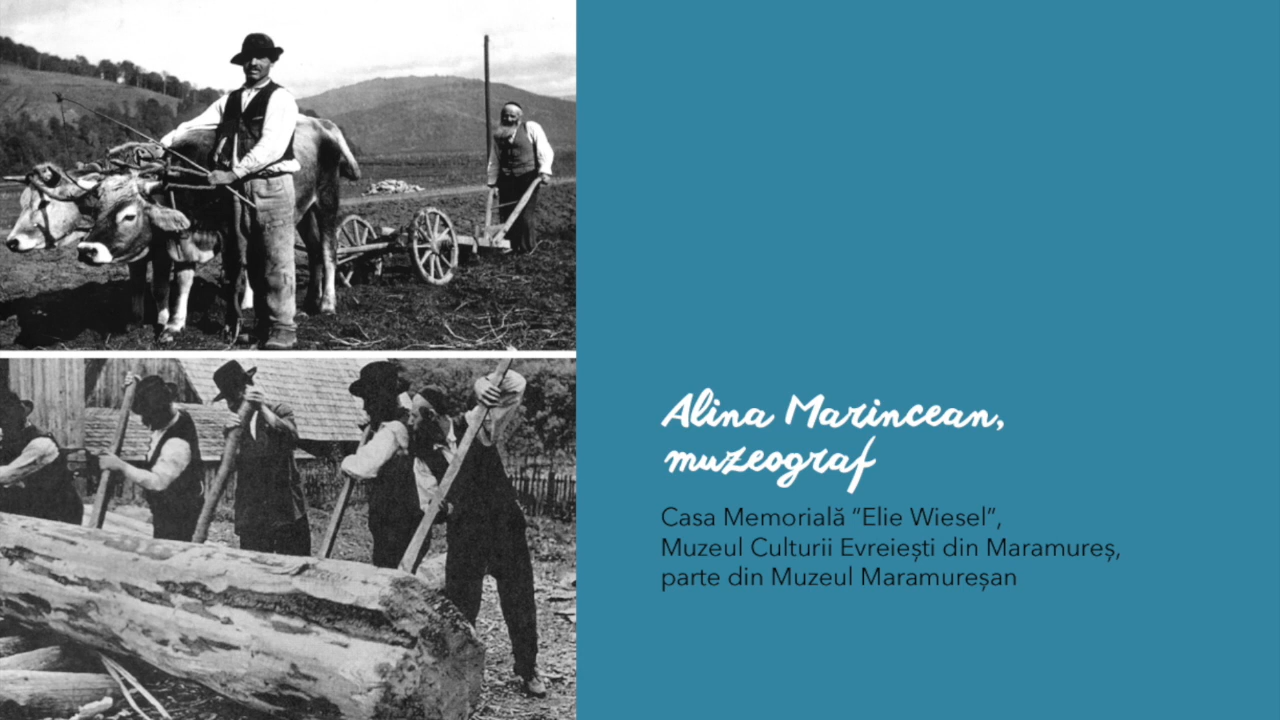 Alina Marincean,
muzeograf
Casa Memorială “Elie Wiesel”,
Muzeul Culturii Evreiești din Maramureș,
parte din Muzeul Maramureșan